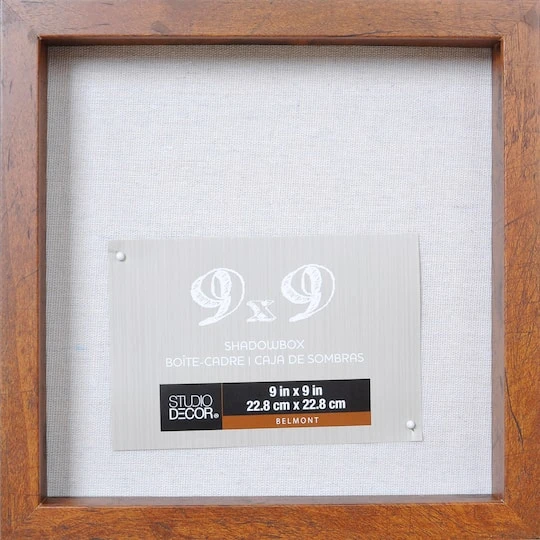 9x9
SHADOWBOX
BOÎTE-CADRE | CAJA DE SOMBRAS
STUDIO
DECOR®
9 in x 9 in
22.8 cm x 22.8 cm
BELMONT